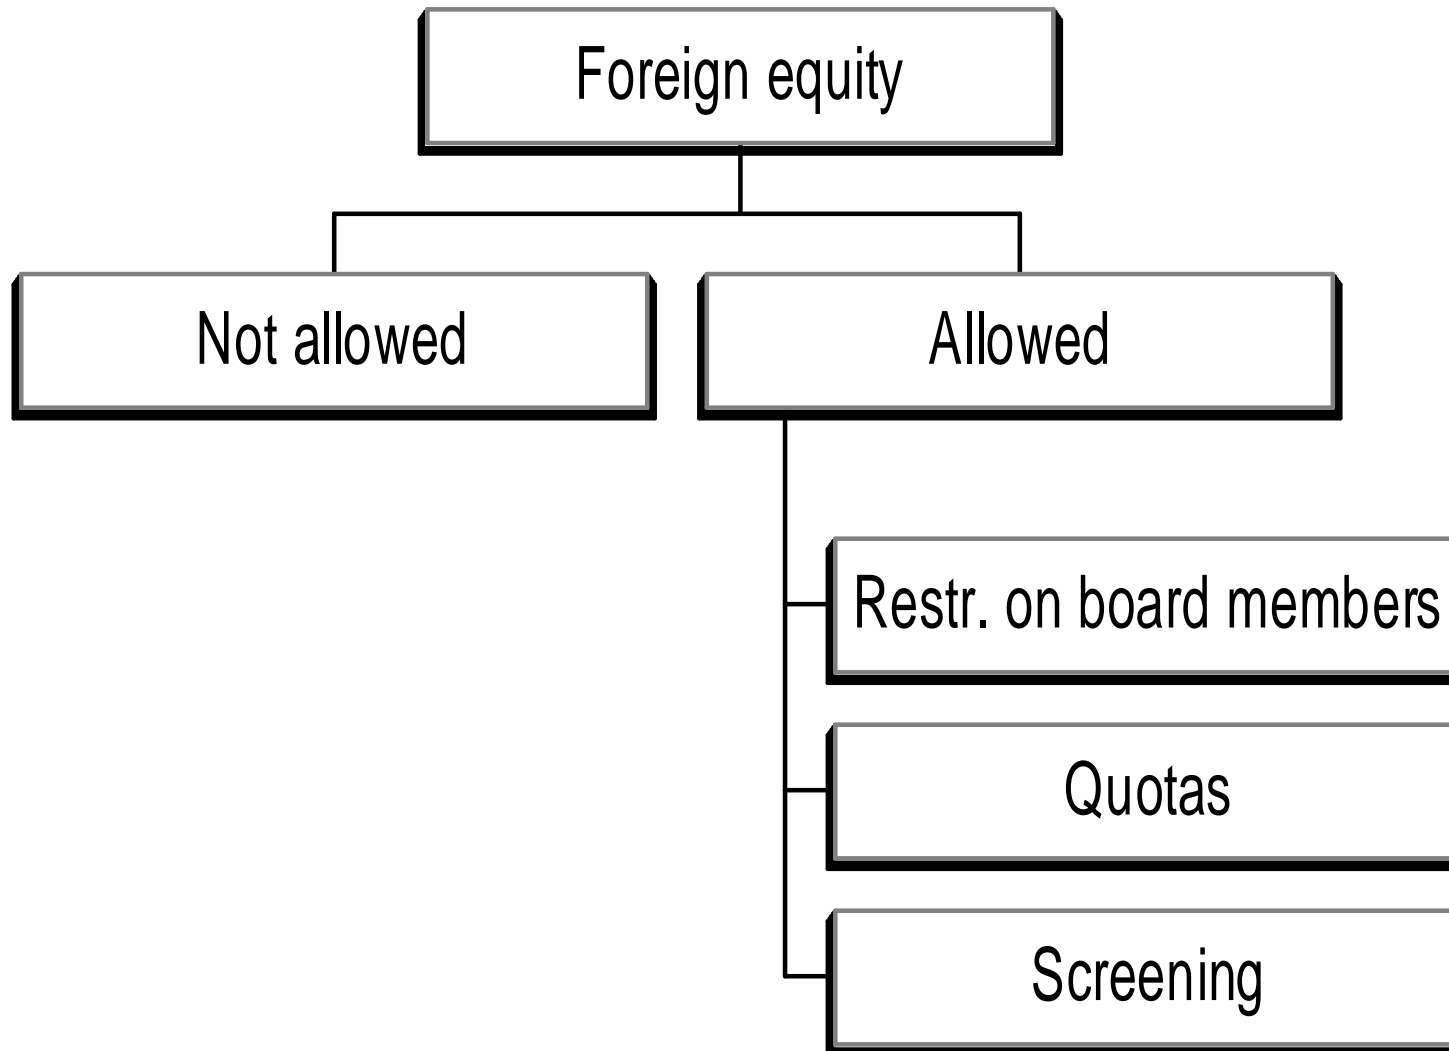 Foreign equity
Not allowed
Allowed
Restr. on board members
Quotas
Screening